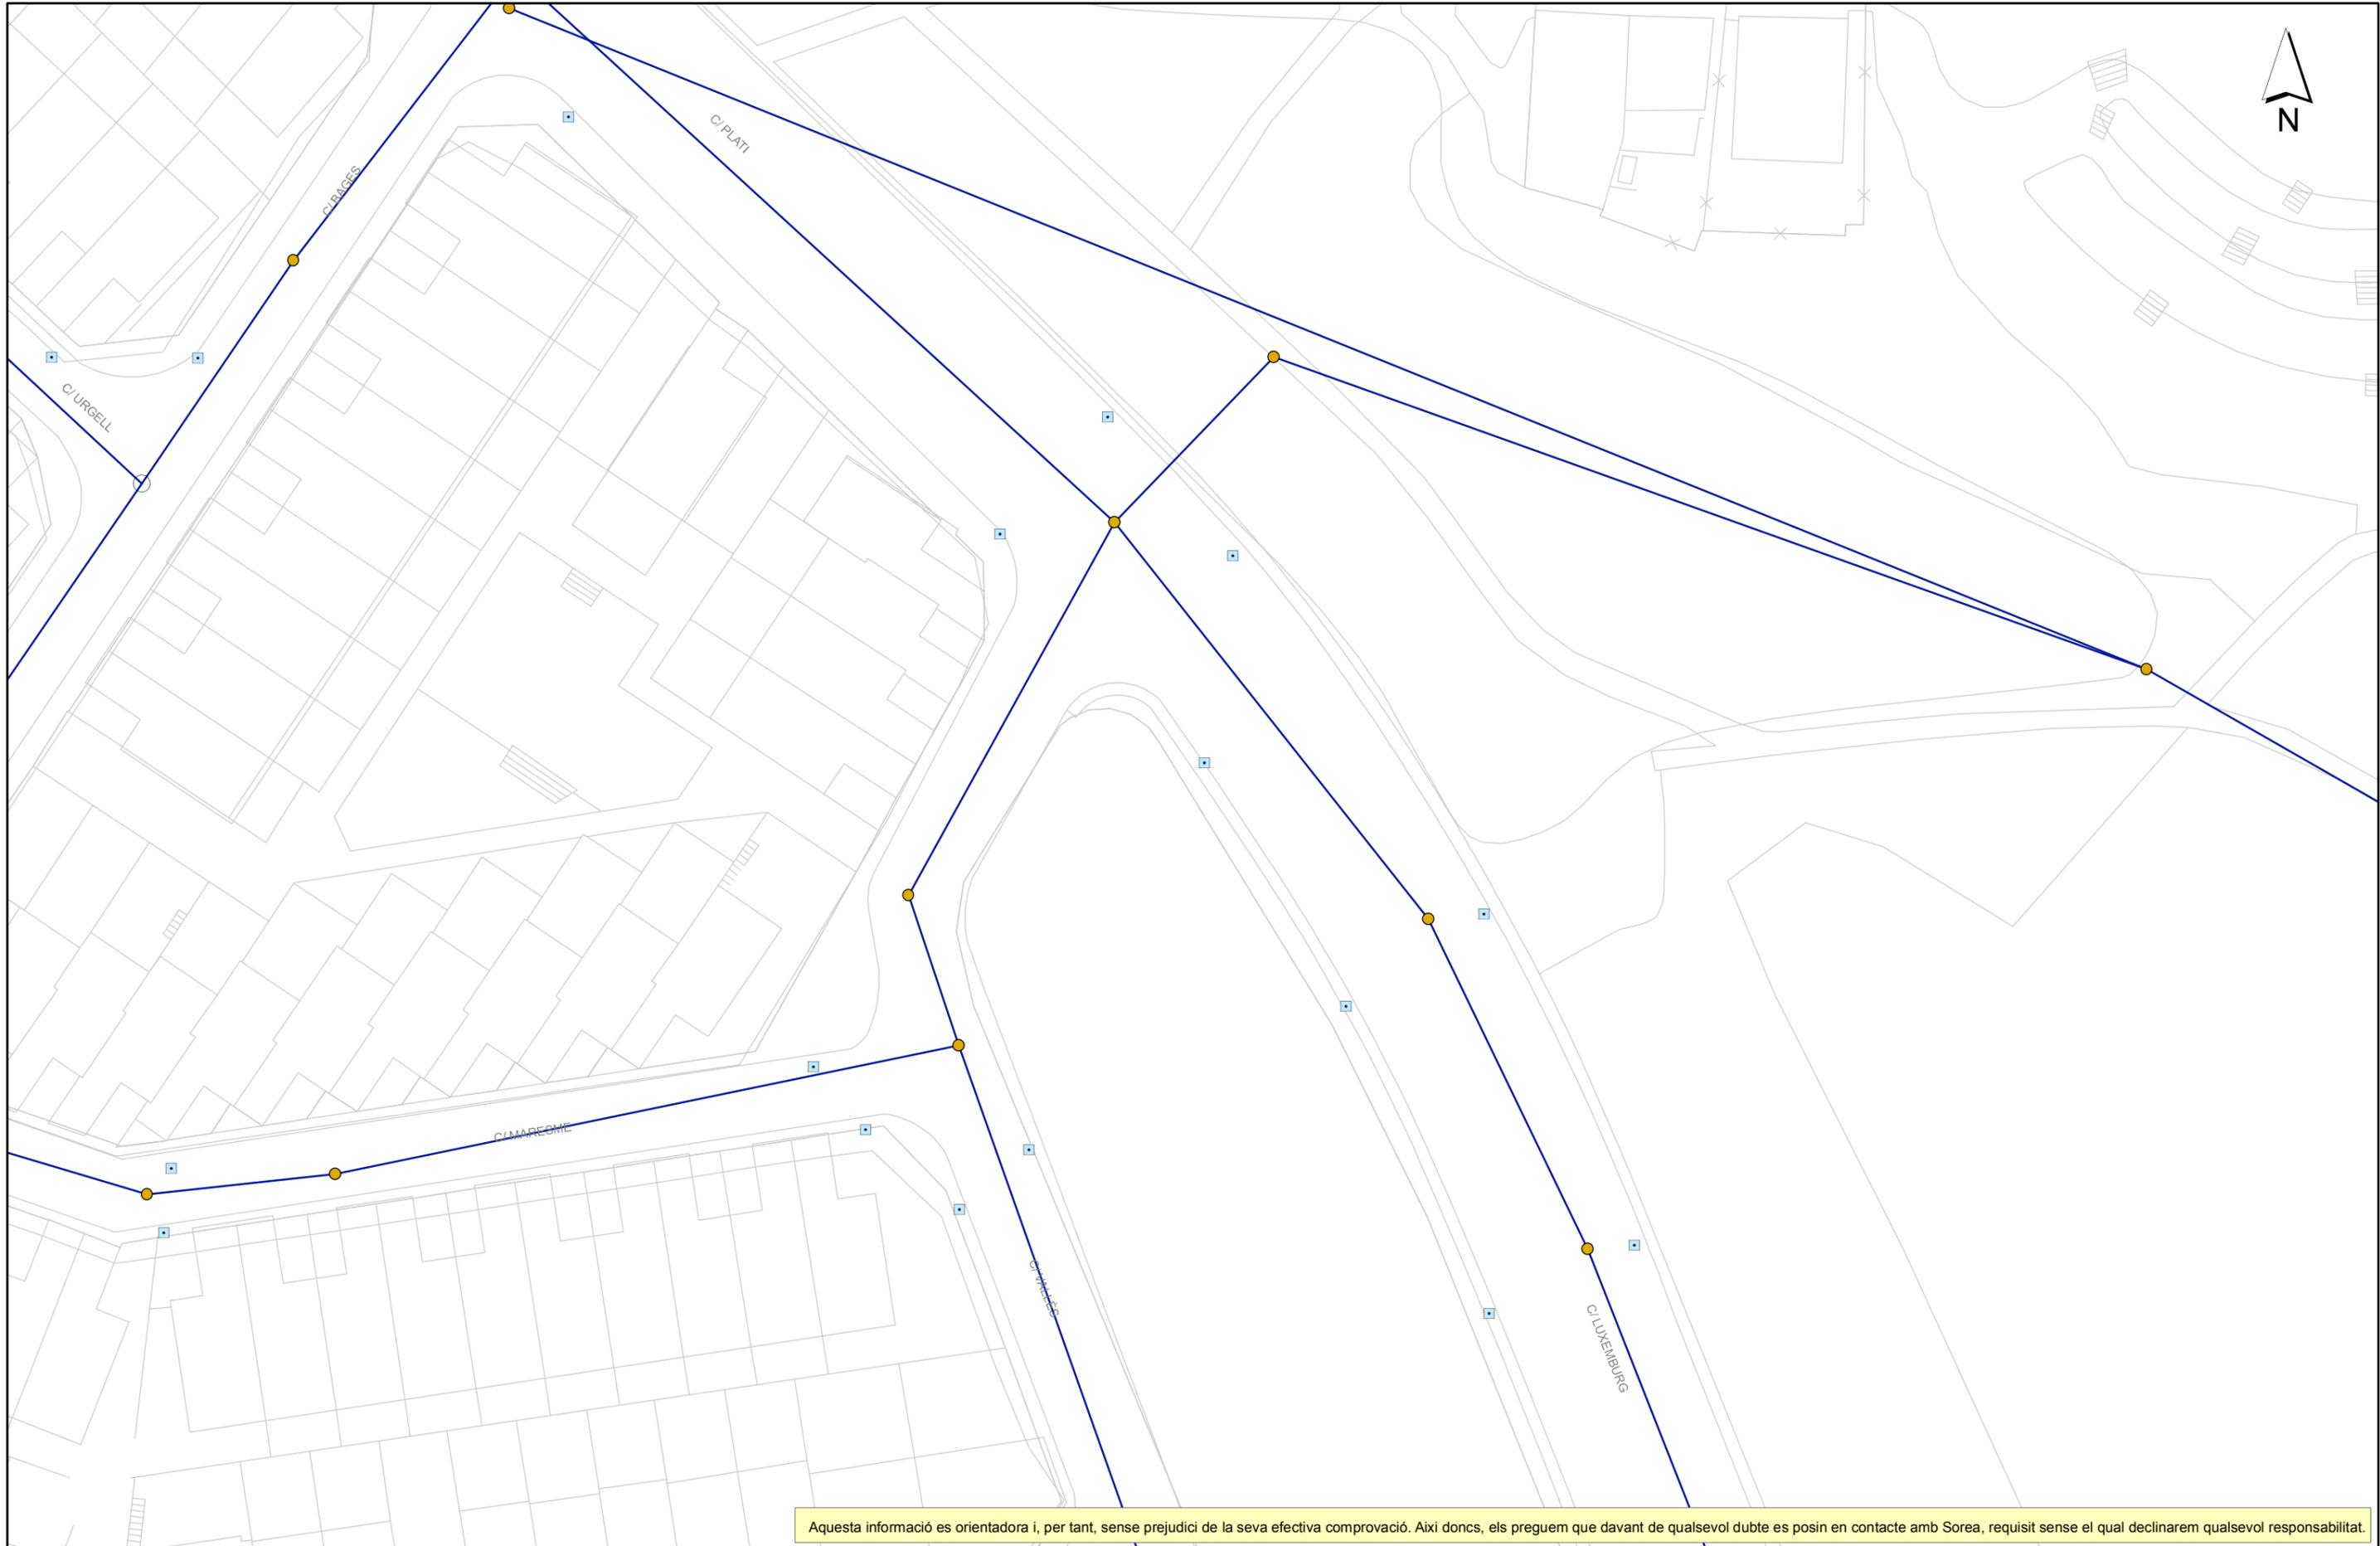 N
C/ PLATI
C/ BAGES
C/ URGELL
C/ MARESME
C/ VALLÈS
C/ LUXEMBURG
Aquesta informació es orientadora i, per tant, sense prejudici de la seva efectiva comprovació. Aixi doncs, els preguem que davant de qualsevol dubte es posin en contacte amb Sorea, requisit sense el qual declinarem qualsevol responsabilitat.